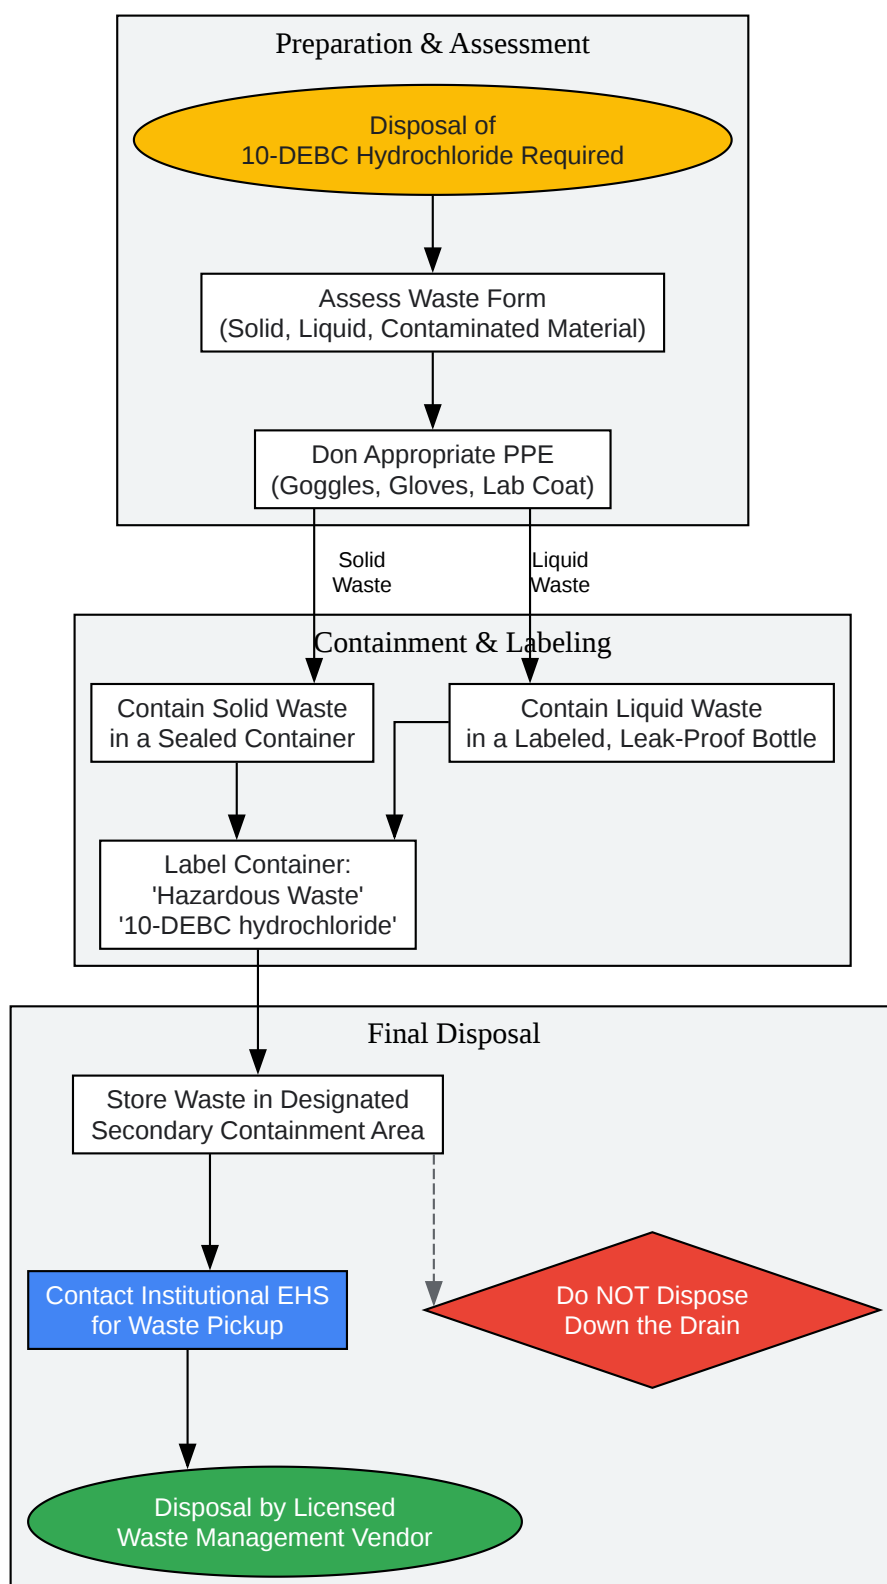 Preparation & Assessment
Disposal of
10-DEBC Hydrochloride Required
Assess Waste Form
(Solid, Liquid, Contaminated Material)
Don Appropriate PPE
(Goggles, Gloves, Lab Coat)
Solid
Waste
Liquid
Waste
Containment & Labeling
Contain Solid Waste
in a Sealed Container
Contain Liquid Waste
in a Labeled, Leak-Proof Bottle
Label Container:
'Hazardous Waste'
'10-DEBC hydrochloride'
Final Disposal
Store Waste in Designated
Secondary Containment Area
Contact Institutional EHS
for Waste Pickup
Do NOT Dispose
Down the Drain
Disposal by Licensed
Waste Management Vendor